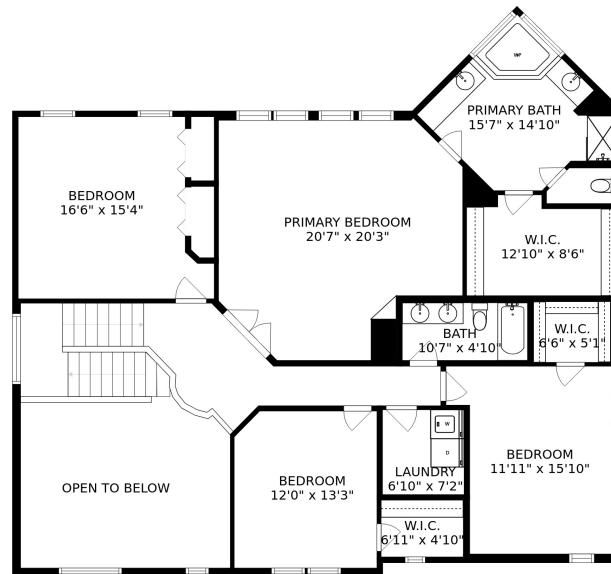 WP
PRIMARY BATH
15'7" x 14'10"
BEDROOM
16'6" x 15'4"
PRIMARY BEDROOM
20'7" x 20'3"
W.I.C.
12'10" x 8'6"
BATH
10'7" x 4'10"
W.I.C.
6'6" x 5'1"
W
D
BEDROOM
11'11" x 15'10"
LAUNDRY
6'10" x 7'2"
BEDROOM
12'0" x 13'3"
OPEN TO BELOW
W.I.C.
6'11" x 4'10"